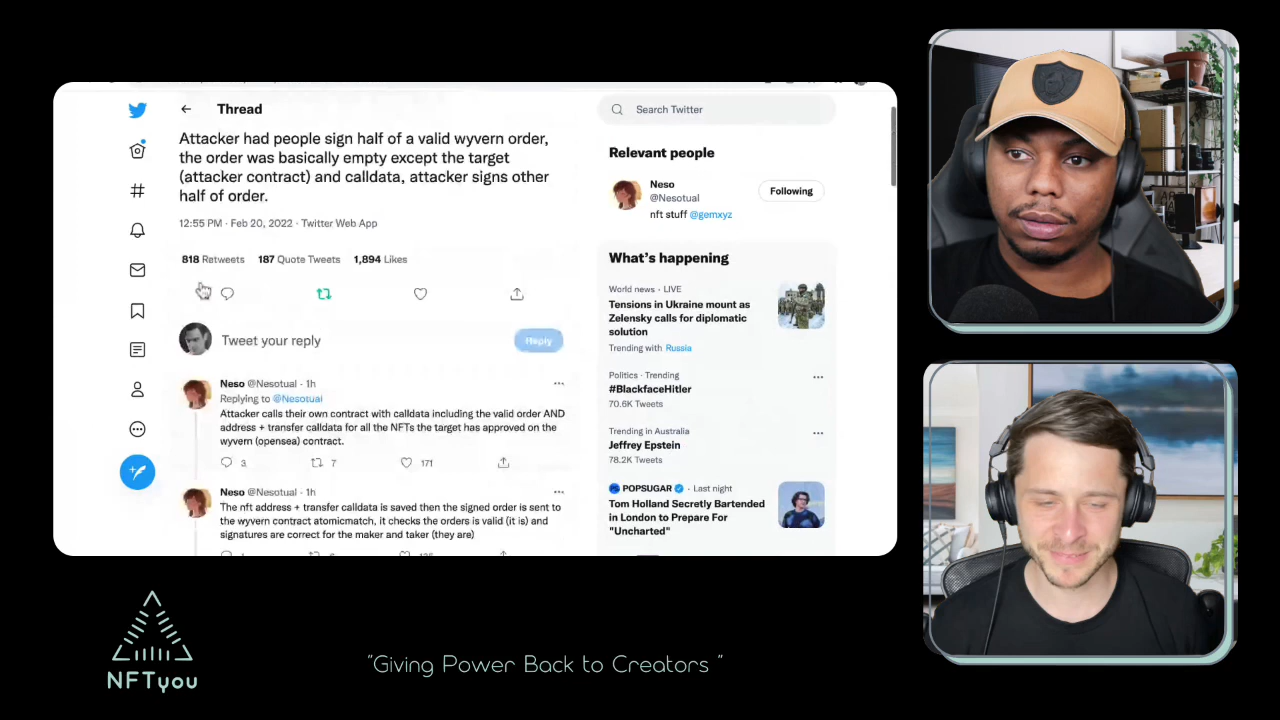 Thread
Attacker had people sign half of a valid wyvern order,
the order was basically empty except the target
(attacker contract) and calldata, attacker signs other
half of order.
12:55 PM · Feb 20, 2022 · Twitter Web App
818 Retweets 187 Quote Tweets 1,894 Likes
Tweet your reply
Reply
Neso @Nesotual · 1h
Replying to @Nesotual
Attacker calls their own contract with calldata including the valid order AND
address + transfer calldata for all the NFTs the target has approved on the
wyvern (opensea) contract.
3 7 171
Neso @Nesotual · 1h
The nft address + transfer calldata is saved then the signed order is sent to
the wyvern contract atomicmatch, it checks the orders is valid (it is) and
signatures are correct for the maker and taker (they are)
Search Twitter
Relevant people
Neso
@Nesotual
Following
nft stuff @gemxyz
What's happening
World news · LIVE
Tensions in Ukraine mount as
Zelensky calls for diplomatic
solution
Trending with Russia
Politics · Trending
#BlackfaceHitler
70.6K Tweets
Trending in Australia
Jeffrey Epstein
78.2K Tweets
POPSUGAR · Last night
Tom Holland Secretly Bartended
in London to Prepare For
"Uncharted"
NFTyou
"Giving Power Back to Creators "